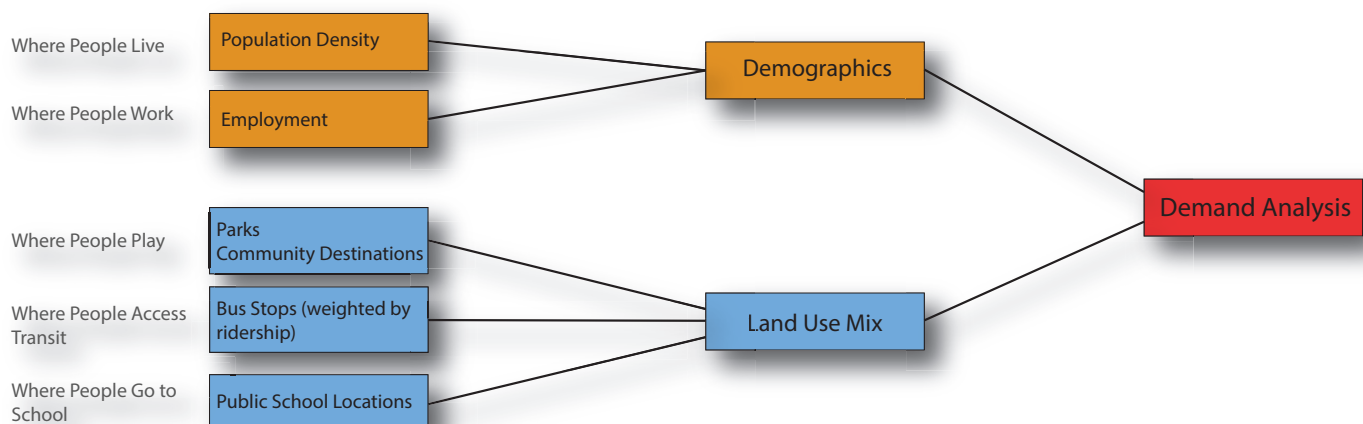 Where People Live
Population Density
Where People Work
Employment
Demographics
Demand Analysis
Where People Play
Parks
Community Destinations
Where People Access
Transit
Bus Stops (weighted by
ridership)
Land Use Mix
Where People Go to
School
Public School Locations